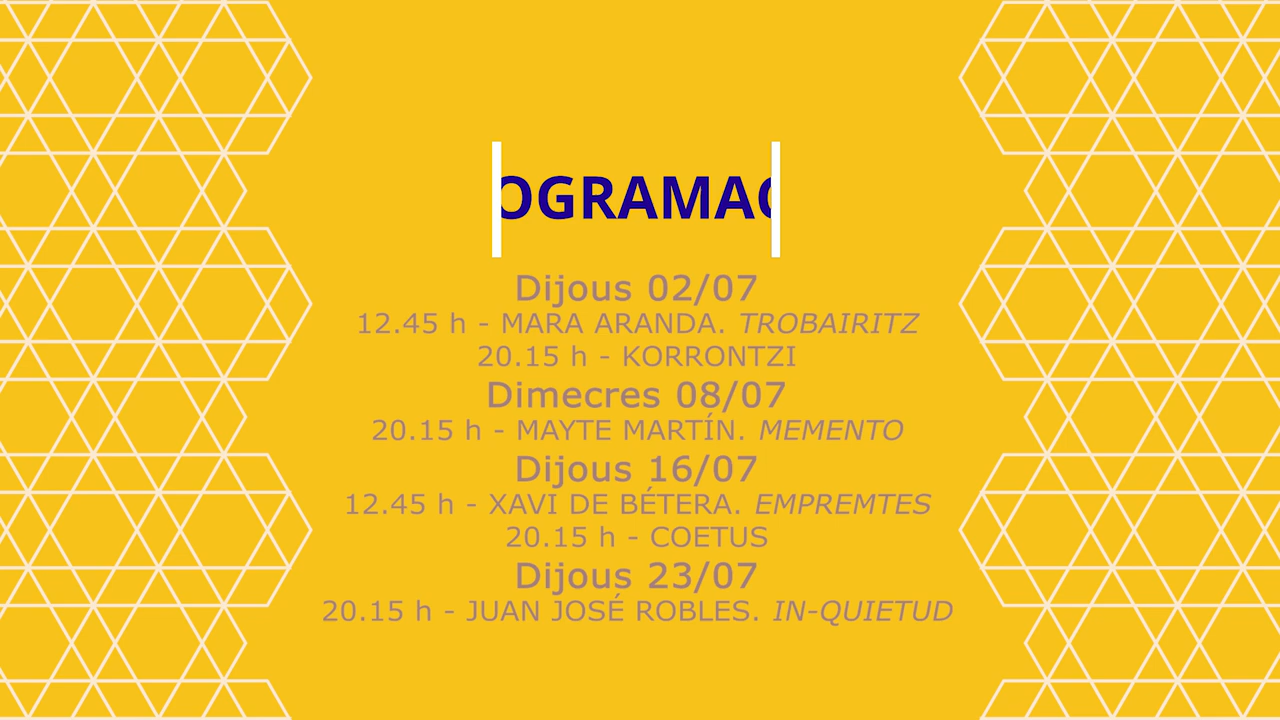 OGRAMAC
Dijous 02/07
12.45 h - MARA ARANDA. TROBAIRITZ
20.15 h - KORRONTZI
Dimecres 08/07
20.15 h - MAYTE MARTÍN. MEMENTO
Dijous 16/07
12.45 h - XAVI DE BÉTERA. EMPREMTES
20.15 h - COETUS
Dijous 23/07
20.15 h - JUAN JOSÉ ROBLES. IN-QUIETUD